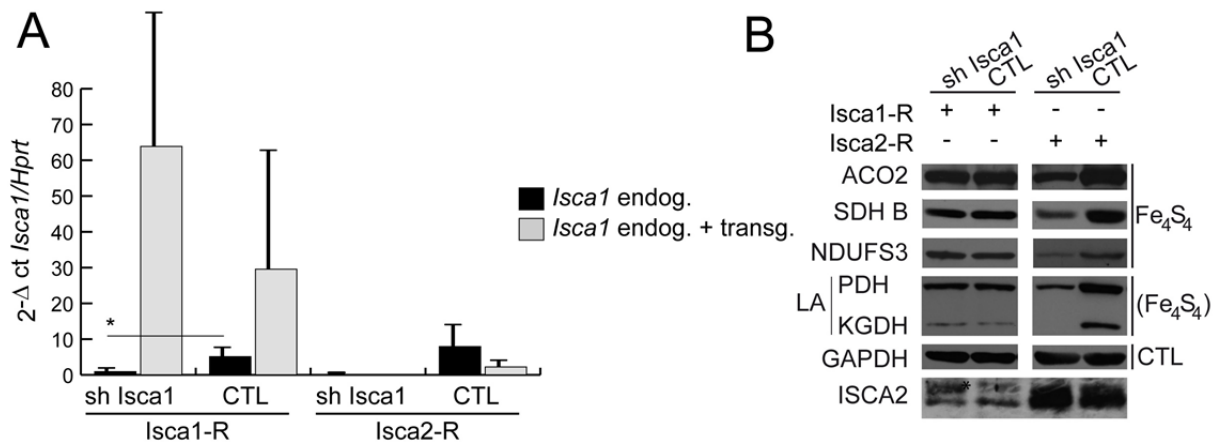 A
2-Δ ct Isca1/Hprt
80
70
60
50
40
30
20
10
0
*
sh Isca1 CTL sh Isca1 CTL
Isca1-R Isca2-R
Isca1 endog.
Isca1 endog. + transg.
B
sh Isca1 CTL sh Isca1 CTL
Isca1-R + + - -
Isca2-R - - + +
ACO2
SDH B
NDUFS3
Fe4S4
LA
PDH
KGDH
(Fe4S4)
GAPDH CTL
ISCA2 *